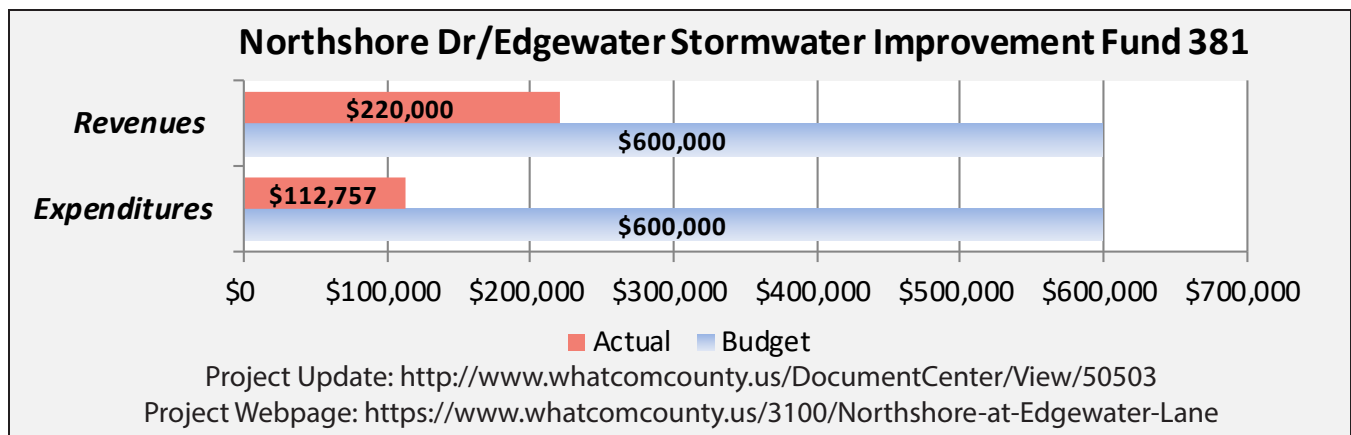 Northshore Dr/Edgewater Stormwater Improvement Fund 381
Revenues
$220,000
$600,000
Expenditures
$112,757
$600,000
$0 $100,000 $200,000 $300,000 $400,000 $500,000 $600,000 $700,000
Actual Budget
Project Update: http://www.whatcomcounty.us/DocumentCenter/View/50503
Project Webpage: https://www.whatcomcounty.us/3100/Northshore-at-Edgewater-Lane